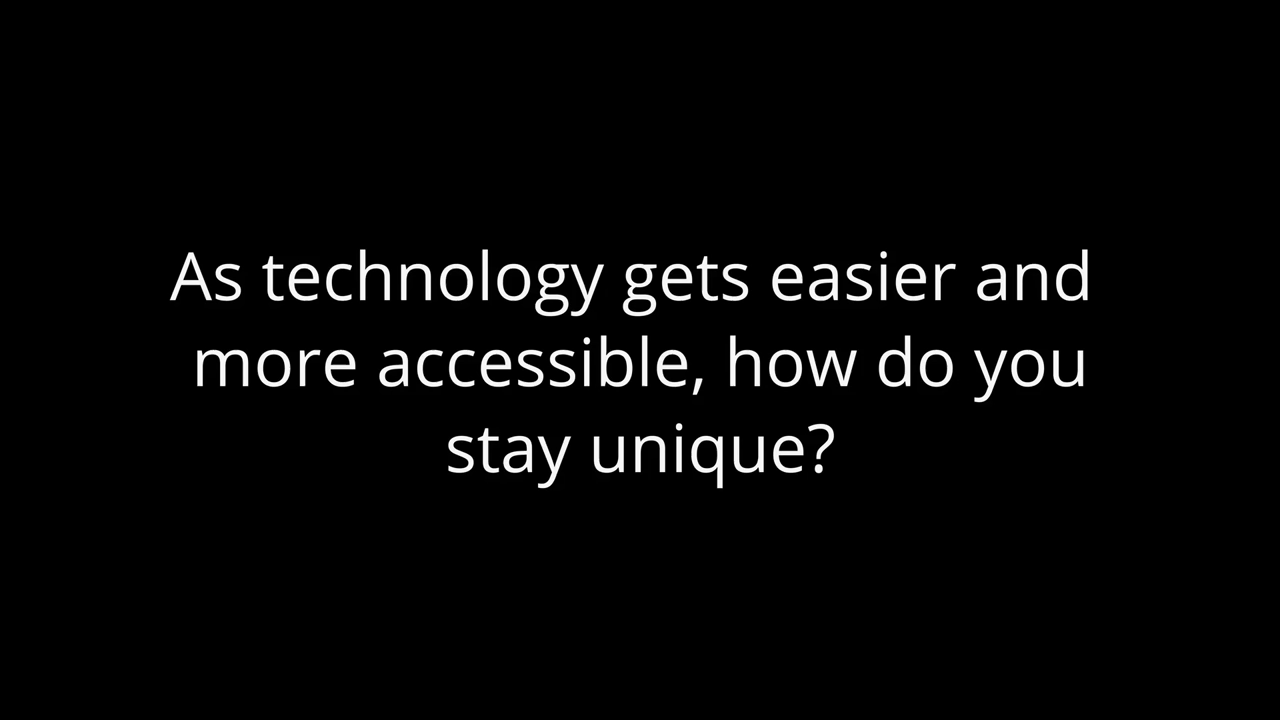 As technology gets easier and
more accessible, how do you
stay unique?